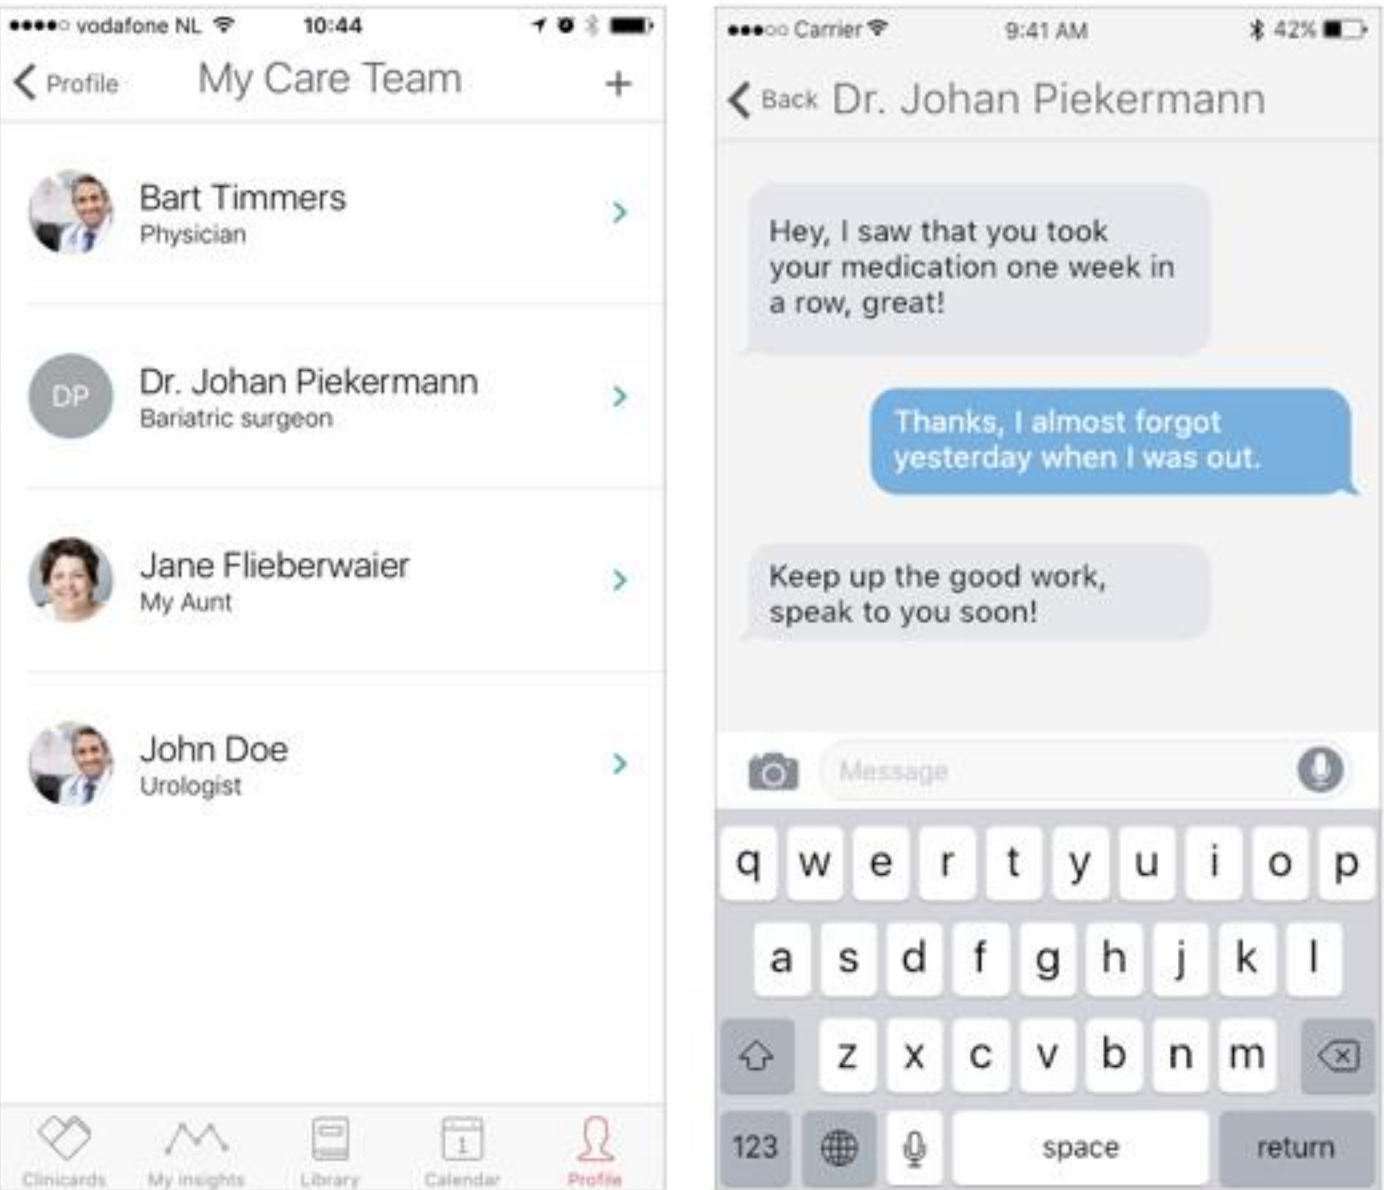 vodafone NL 10:44
Profile My Care Team +
Bart Timmers
Physician
DP
Dr. Johan Piekermann
Bariatric surgeon
Jane Flieberwaier
My Aunt
John Doe
Urologist
1
Clinicards My insights Library Calendar Profile
Carrier 9:41 AM 42%
Back Dr. Johan Piekermann
Hey, I saw that you took
your medication one week in
a row, great!
Thanks, I almost forgot
yesterday when I was out.
Keep up the good work,
speak to you soon!
Message
q w e r t y u i o p
a s d f g h j k l
z x c v b n m
123 space return